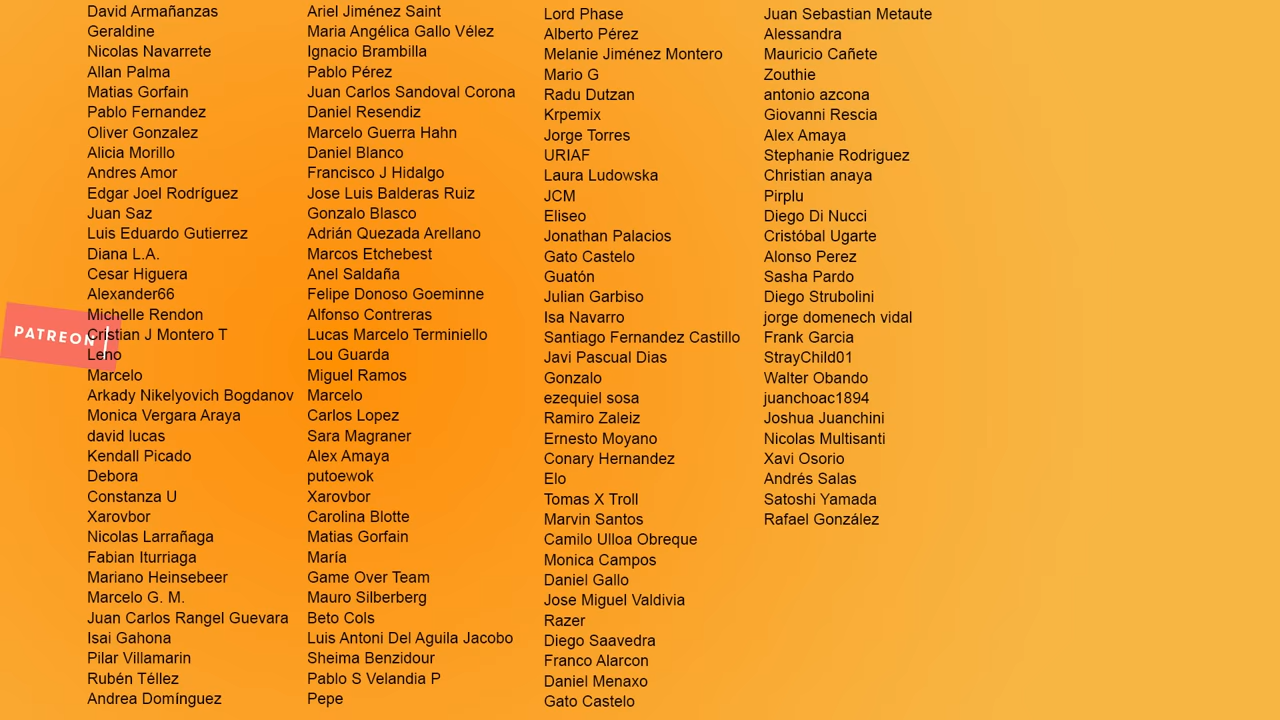 David Armañanzas
Geraldine
Nicolas Navarrete
Allan Palma
Matias Gorfain
Pablo Fernandez
Oliver Gonzalez
Alicia Morillo
Andres Amor
Edgar Joel Rodríguez
Juan Saz
Luis Eduardo Gutierrez
Diana L.A.
Cesar Higuera
Alexander66
Michelle Rendon
PATREON
Cristian J Montero T
Leno
Marcelo
Arkady Nikelyovich Bogdanov
Monica Vergara Araya
david lucas
Kendall Picado
Debora
Constanza U
Xarovbor
Nicolas Larrañaga
Fabian Iturriaga
Mariano Heinsebeer
Marcelo G. M.
Juan Carlos Rangel Guevara
Isai Gahona
Pilar Villamarin
Rubén Téllez
Andrea Domínguez
Ariel Jiménez Saint
Maria Angélica Gallo Vélez
Ignacio Brambilla
Pablo Pérez
Juan Carlos Sandoval Corona
Daniel Resendiz
Marcelo Guerra Hahn
Daniel Blanco
Francisco J Hidalgo
Jose Luis Balderas Ruiz
Gonzalo Blasco
Adrián Quezada Arellano
Marcos Etchebest
Anel Saldaña
Felipe Donoso Goeminne
Alfonso Contreras
Lucas Marcelo Terminiello
Lou Guarda
Miguel Ramos
Marcelo
Carlos Lopez
Sara Magraner
Alex Amaya
putoewok
Xarovbor
Carolina Blotte
Matias Gorfain
María
Game Over Team
Mauro Silberberg
Beto Cols
Luis Antoni Del Aguila Jacobo
Sheima Benzidour
Pablo S Velandia P
Pepe
Lord Phase
Alberto Pérez
Melanie Jiménez Montero
Mario G
Radu Dutzan
Krpemix
Jorge Torres
URIAF
Laura Ludowska
JCM
Eliseo
Jonathan Palacios
Gato Castelo
Guatón
Julian Garbiso
Isa Navarro
Santiago Fernandez Castillo
Javi Pascual Dias
Gonzalo
ezequiel sosa
Ramiro Zaleiz
Ernesto Moyano
Conary Hernandez
Elo
Tomas X Troll
Marvin Santos
Camilo Ulloa Obreque
Monica Campos
Daniel Gallo
Jose Miguel Valdivia
Razer
Diego Saavedra
Franco Alarcon
Daniel Menaxo
Gato Castelo
Juan Sebastian Metaute
Alessandra
Mauricio Cañete
Zouthie
antonio azcona
Giovanni Rescia
Alex Amaya
Stephanie Rodriguez
Christian anaya
Pirplu
Diego Di Nucci
Cristóbal Ugarte
Alonso Perez
Sasha Pardo
Diego Strubolini
jorge domenech vidal
Frank Garcia
StrayChild01
Walter Obando
juanchoac1894
Joshua Juanchini
Nicolas Multisanti
Xavi Osorio
Andrés Salas
Satoshi Yamada
Rafael González